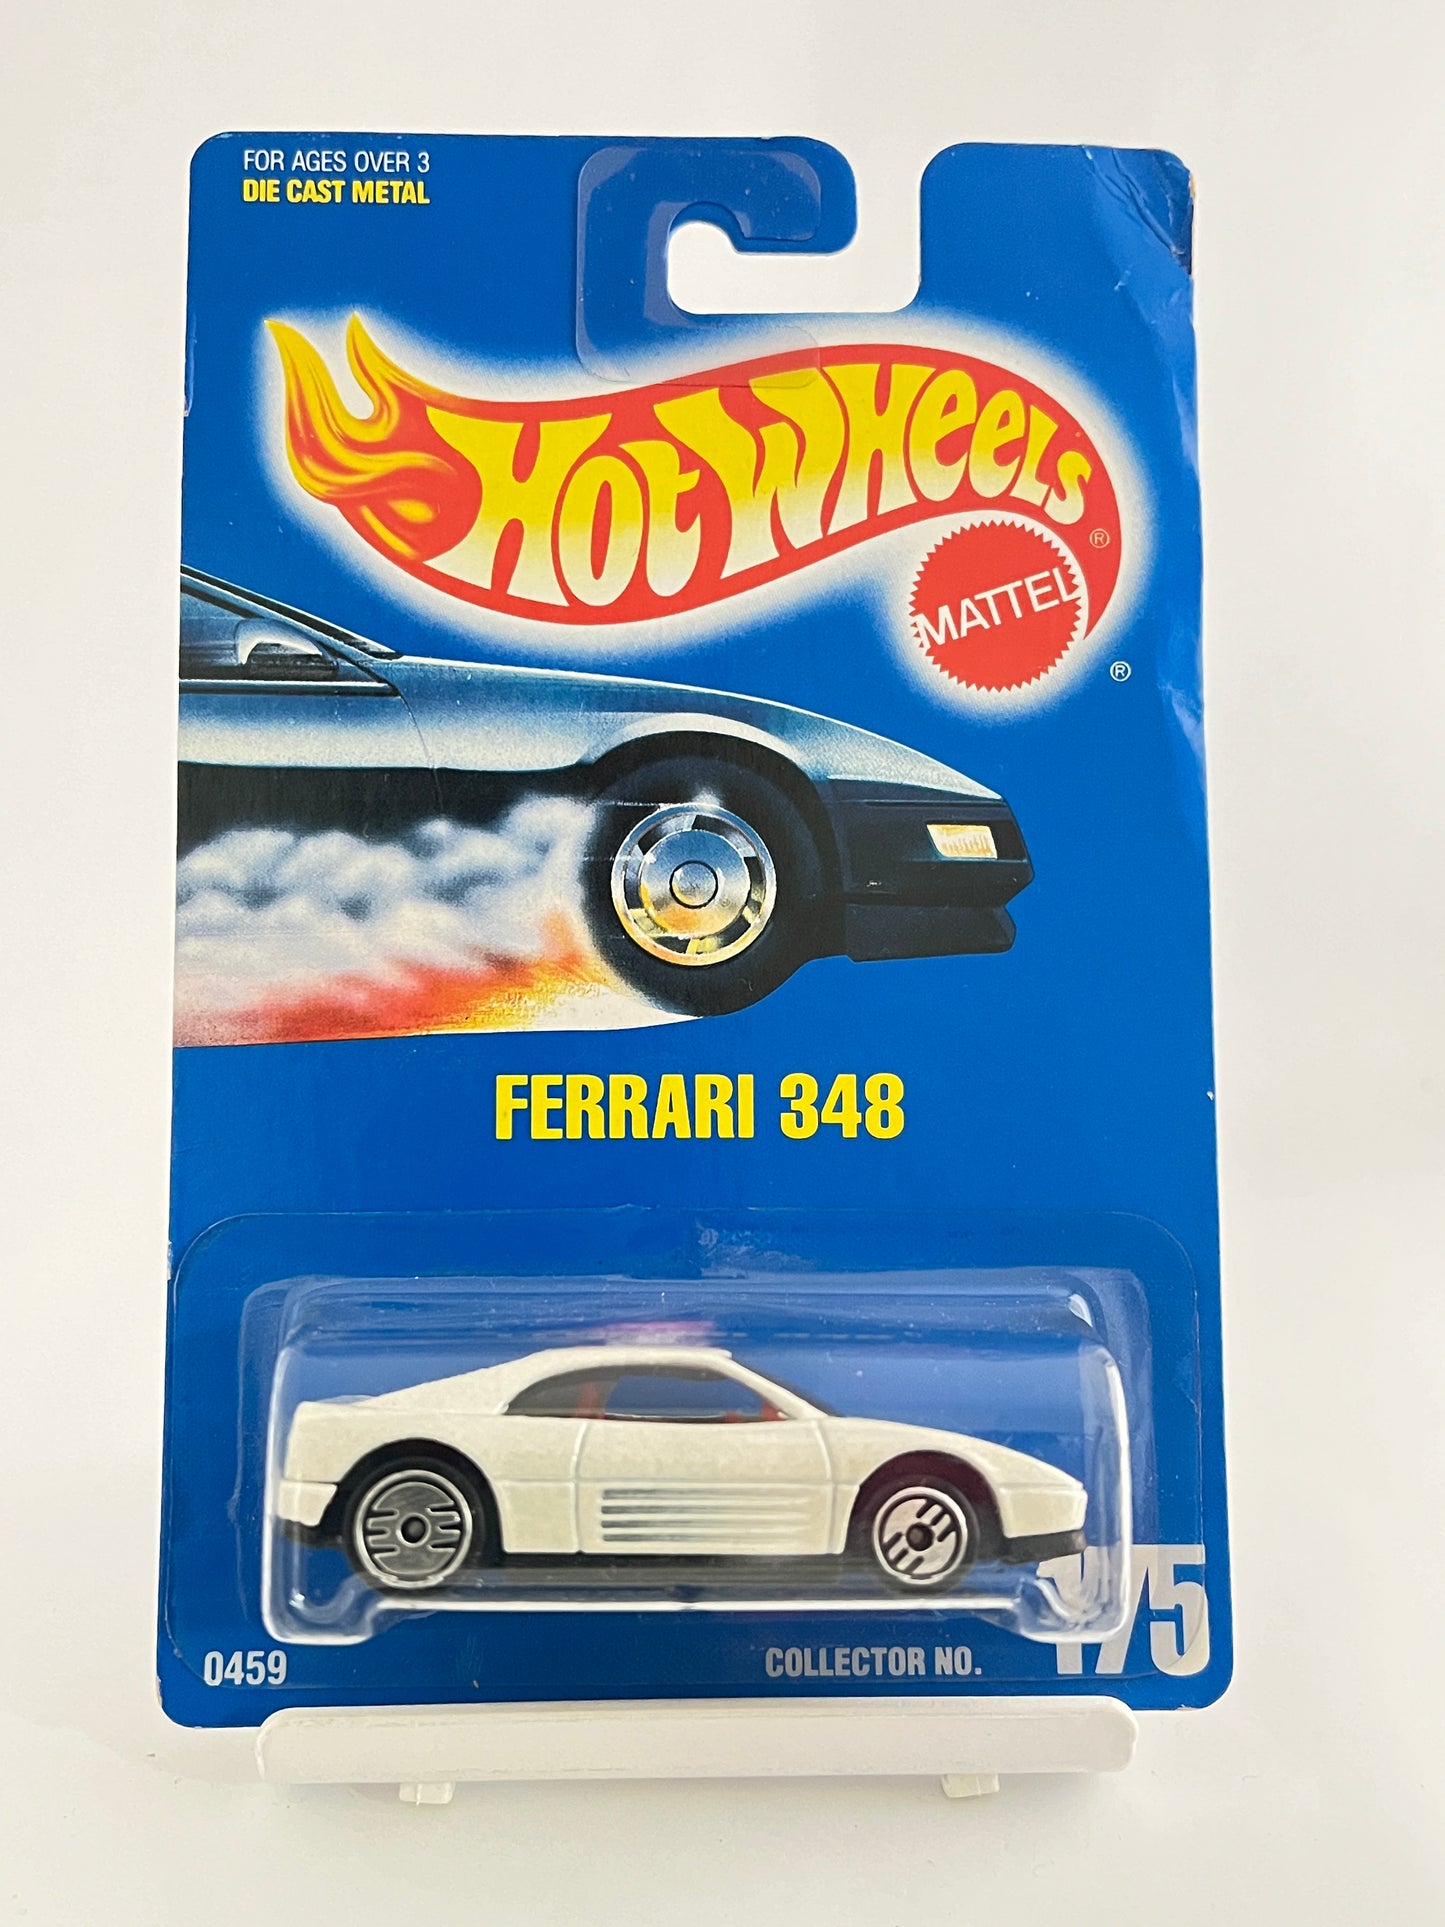 FOR AGES OVER 3
DIE CAST METAL
HOT WHEELS ®
MATTEL
®
FERRARI 348
0459
COLLECTOR NO. 175